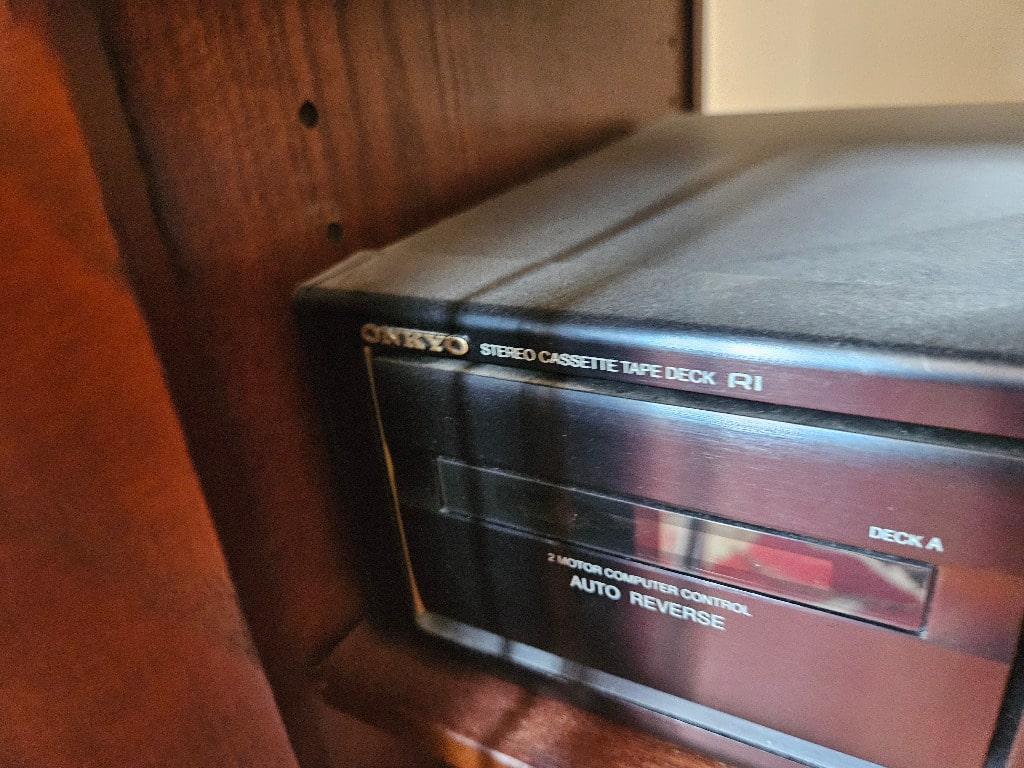 ONKYO STEREO CASSETTE TAPE DECK RI
DECK A
2 MOTOR COMPUTER CONTROL
AUTO REVERSE